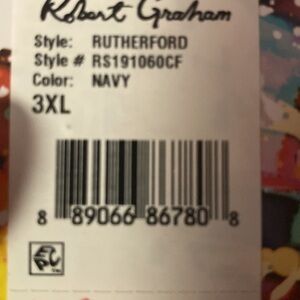 Robert Graham
Style: RUTHERFORD
Style # RS191060CF
Color: NAVY
3XL
8 89066 86780 8